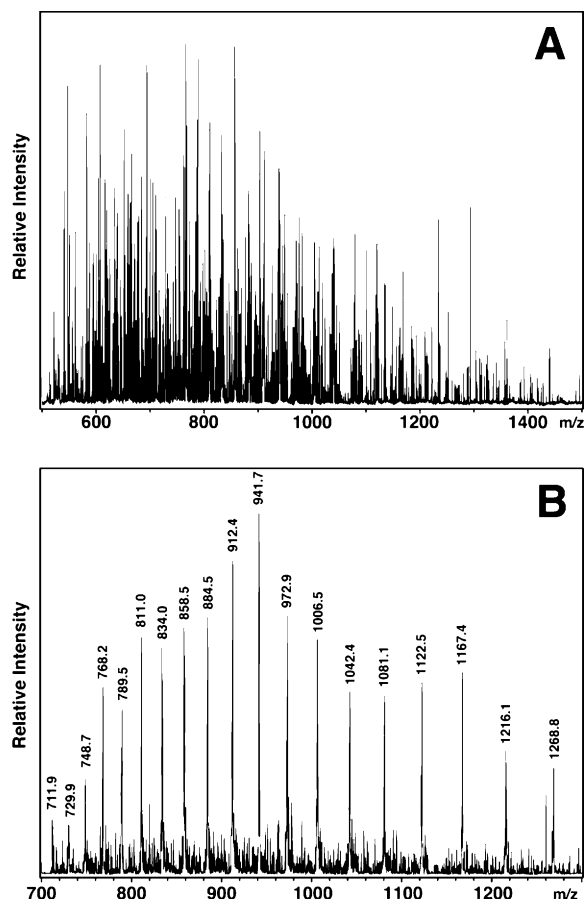 A
Relative Intensity
600 800 1000 1200 1400 m/z
B
Relative Intensity
711.9 729.9 748.7 768.2 789.5 811.0 834.0 858.5 884.5 912.4 941.7 972.9 1006.5 1042.4 1081.1 1122.5 1167.4 1216.1 1268.8
700 800 900 1000 1100 1200 m/z